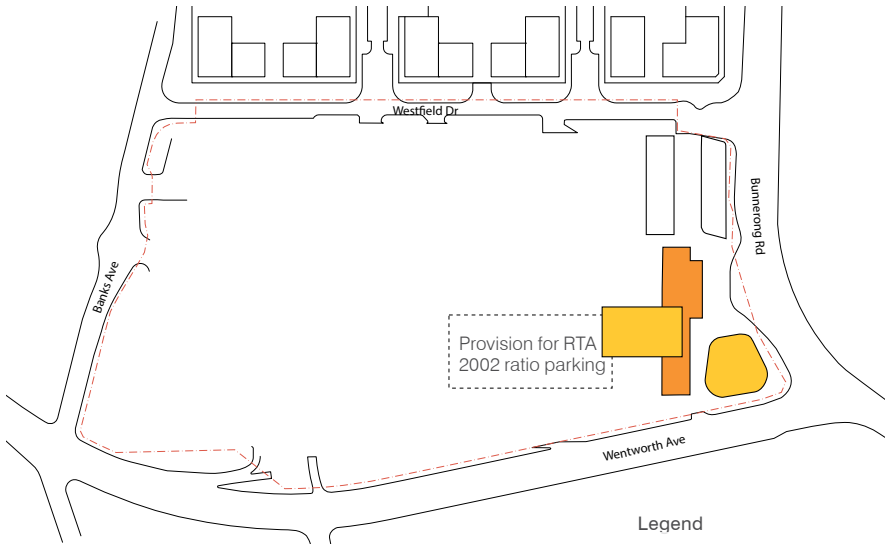 Westfield Dr
Bunnerong Rd
Banks Ave
Provision for RTA
2002 ratio parking
Wentworth Ave
Legend